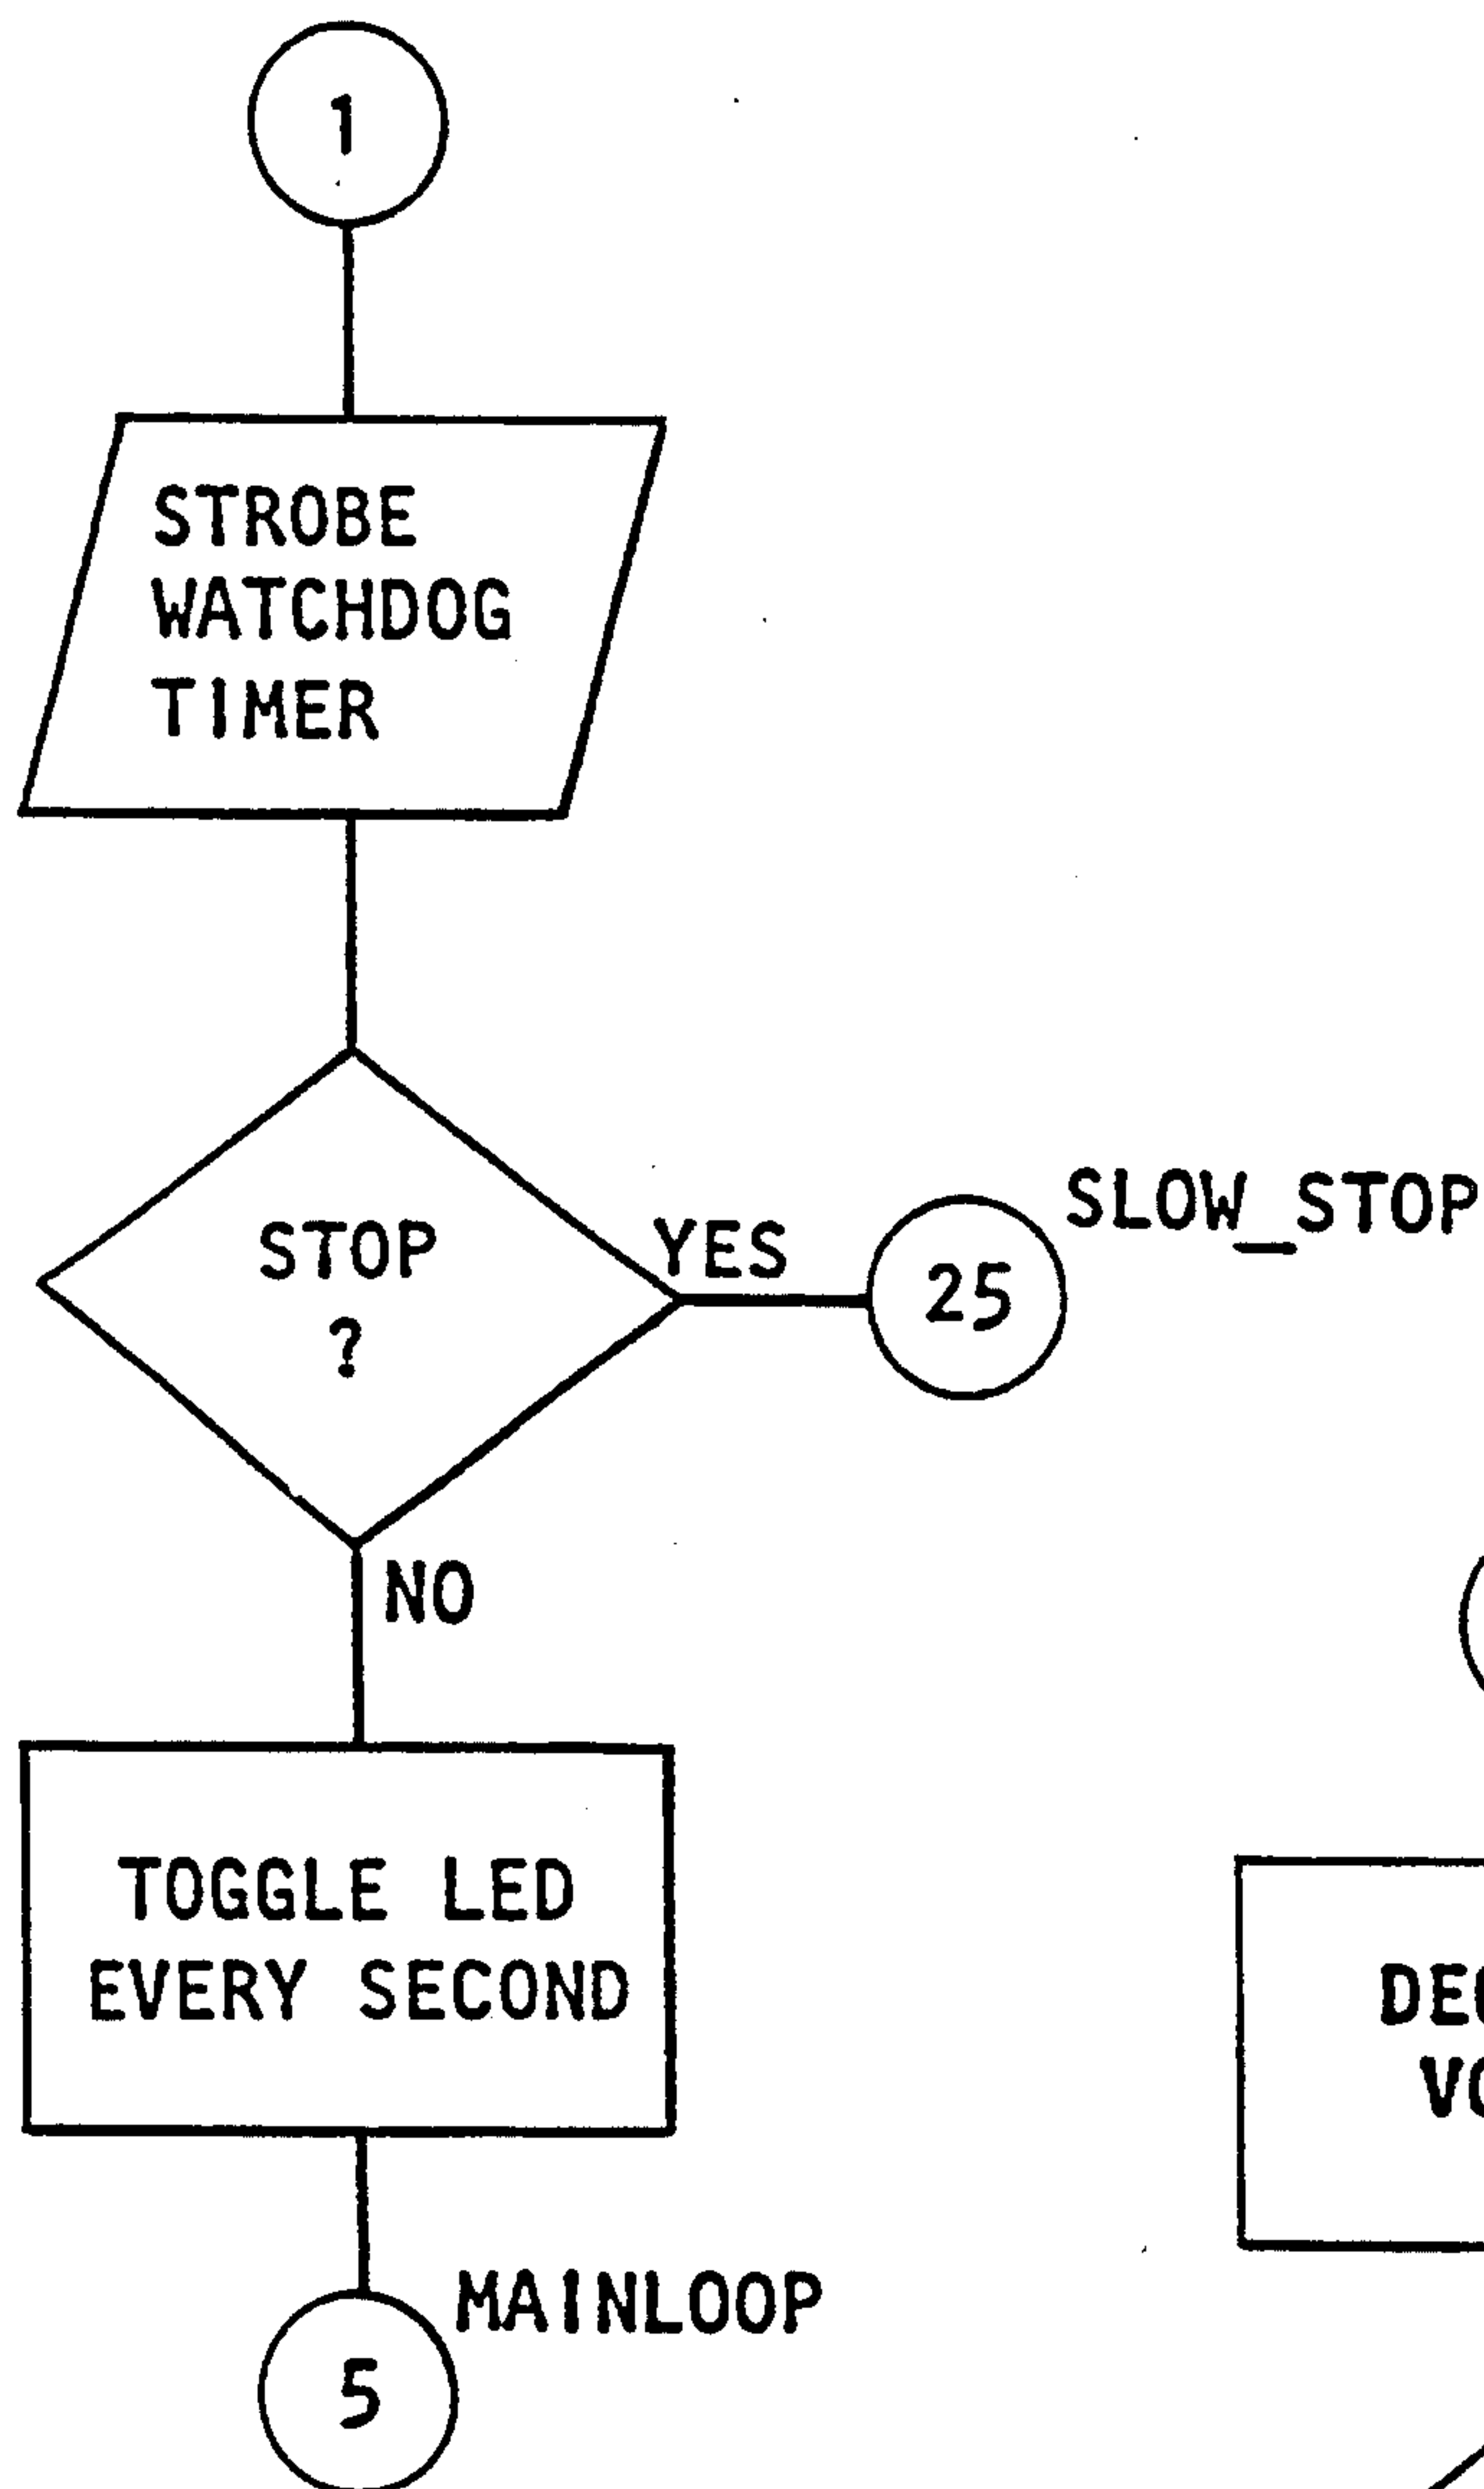 1
STROBE
WATCHDOG
TIMER
STOP
?
YES
25
SLOW_STOP
NO
TOGGLE LED
EVERY SECOND
MAINLOOP
5